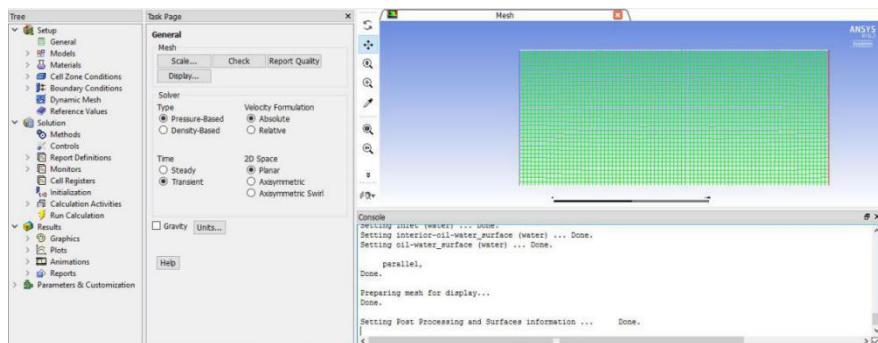 Tree
Setup
General
Models
Materials
Cell Zone Conditions
Boundary Conditions
Dynamic Mesh
Reference Values
Solution
Methods
Controls
Report Definitions
Monitors
Cell Registers
Initialization
Calculation Activities
Run Calculation
Results
Graphics
Plots
Animations
Reports
Parameters & Customization
Task Page
General
Mesh
Scale... Check Report Quality
Display...
Solver
Type Velocity Formulation
Pressure-Based Absolute
Density-Based Relative
Time 2D Space
Steady Planar
Transient Axisymmetric
Axisymmetric Swirl
Gravity Units...
Help
Mesh
ANSYS
Console
Setting inlet (water) ... Done.
Setting interior-oil-water_surface (water) ... Done.
Setting oil-water_surface (water) ... Done.
parallel,
Done.
Preparing mesh for display...
Done.
Setting Post Processing and Surfaces information ... Done.